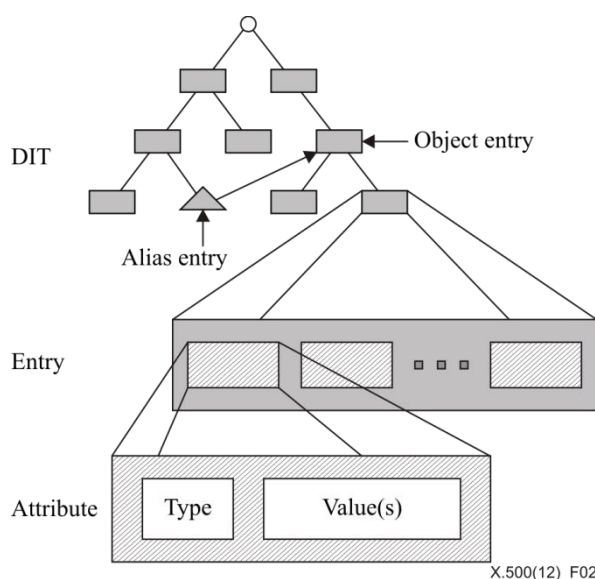 DIT
Object entry
Alias entry
Entry
Attribute
Type
Value(s)
X.500(12)_F02